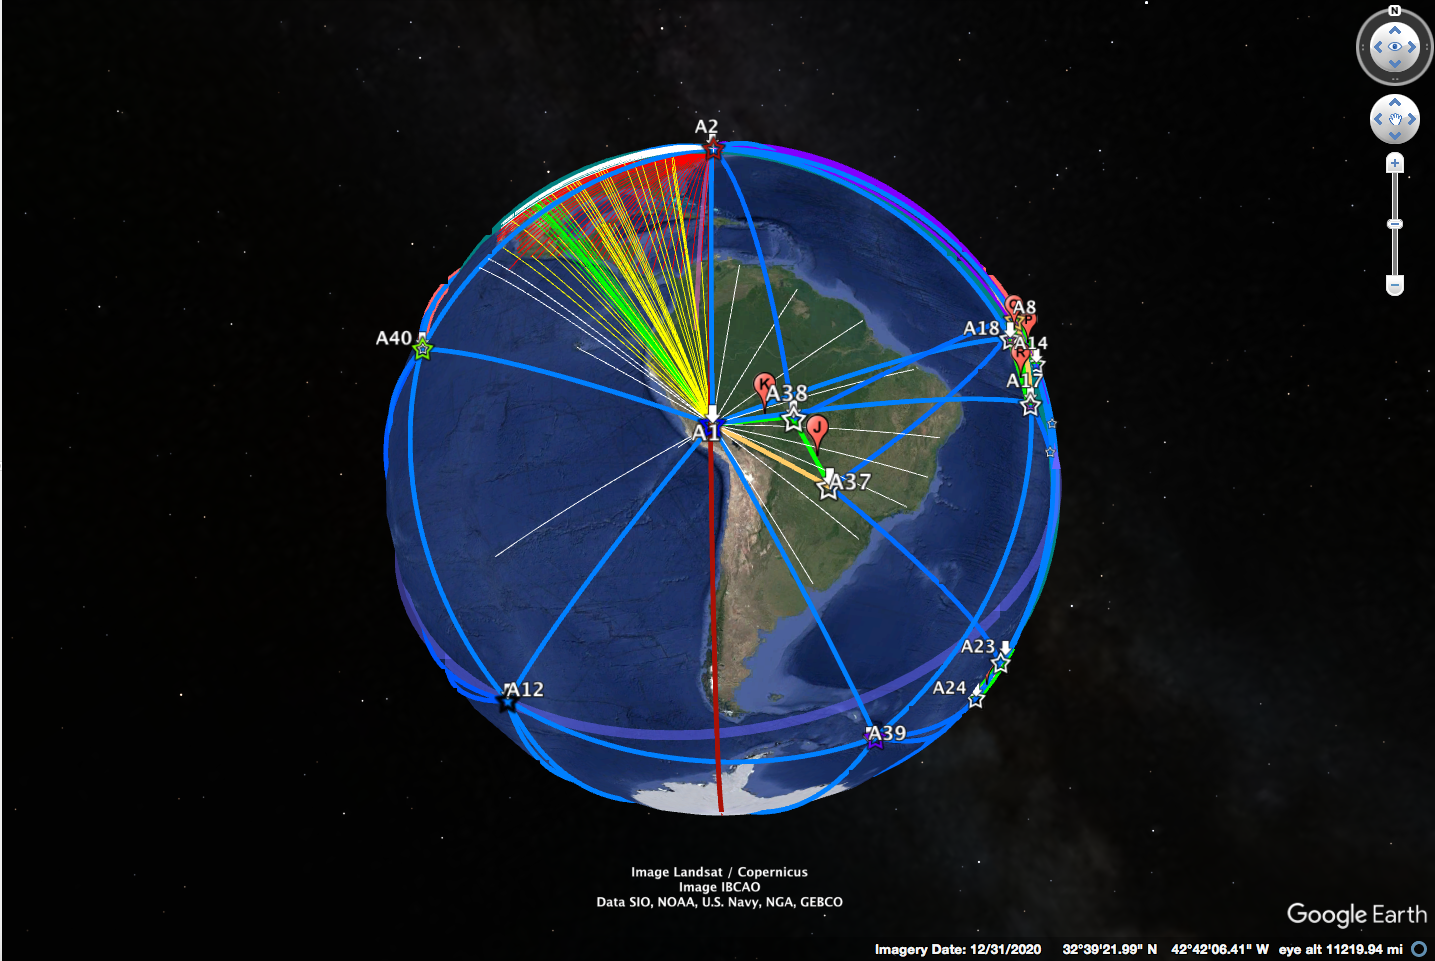 N
A2
A8
A18
P
A14
A40
R
A17
K
A38
A1
J
A37
A23
A24
A12
A39
Image Landsat / Copernicus
Image IBCAO
Data SIO, NOAA, U.S. Navy, NGA, GEBCO
Google Earth
Imagery Date: 12/31/2020 32°39'21.99" N 42°42'06.41" W eye alt 11219.94 mi